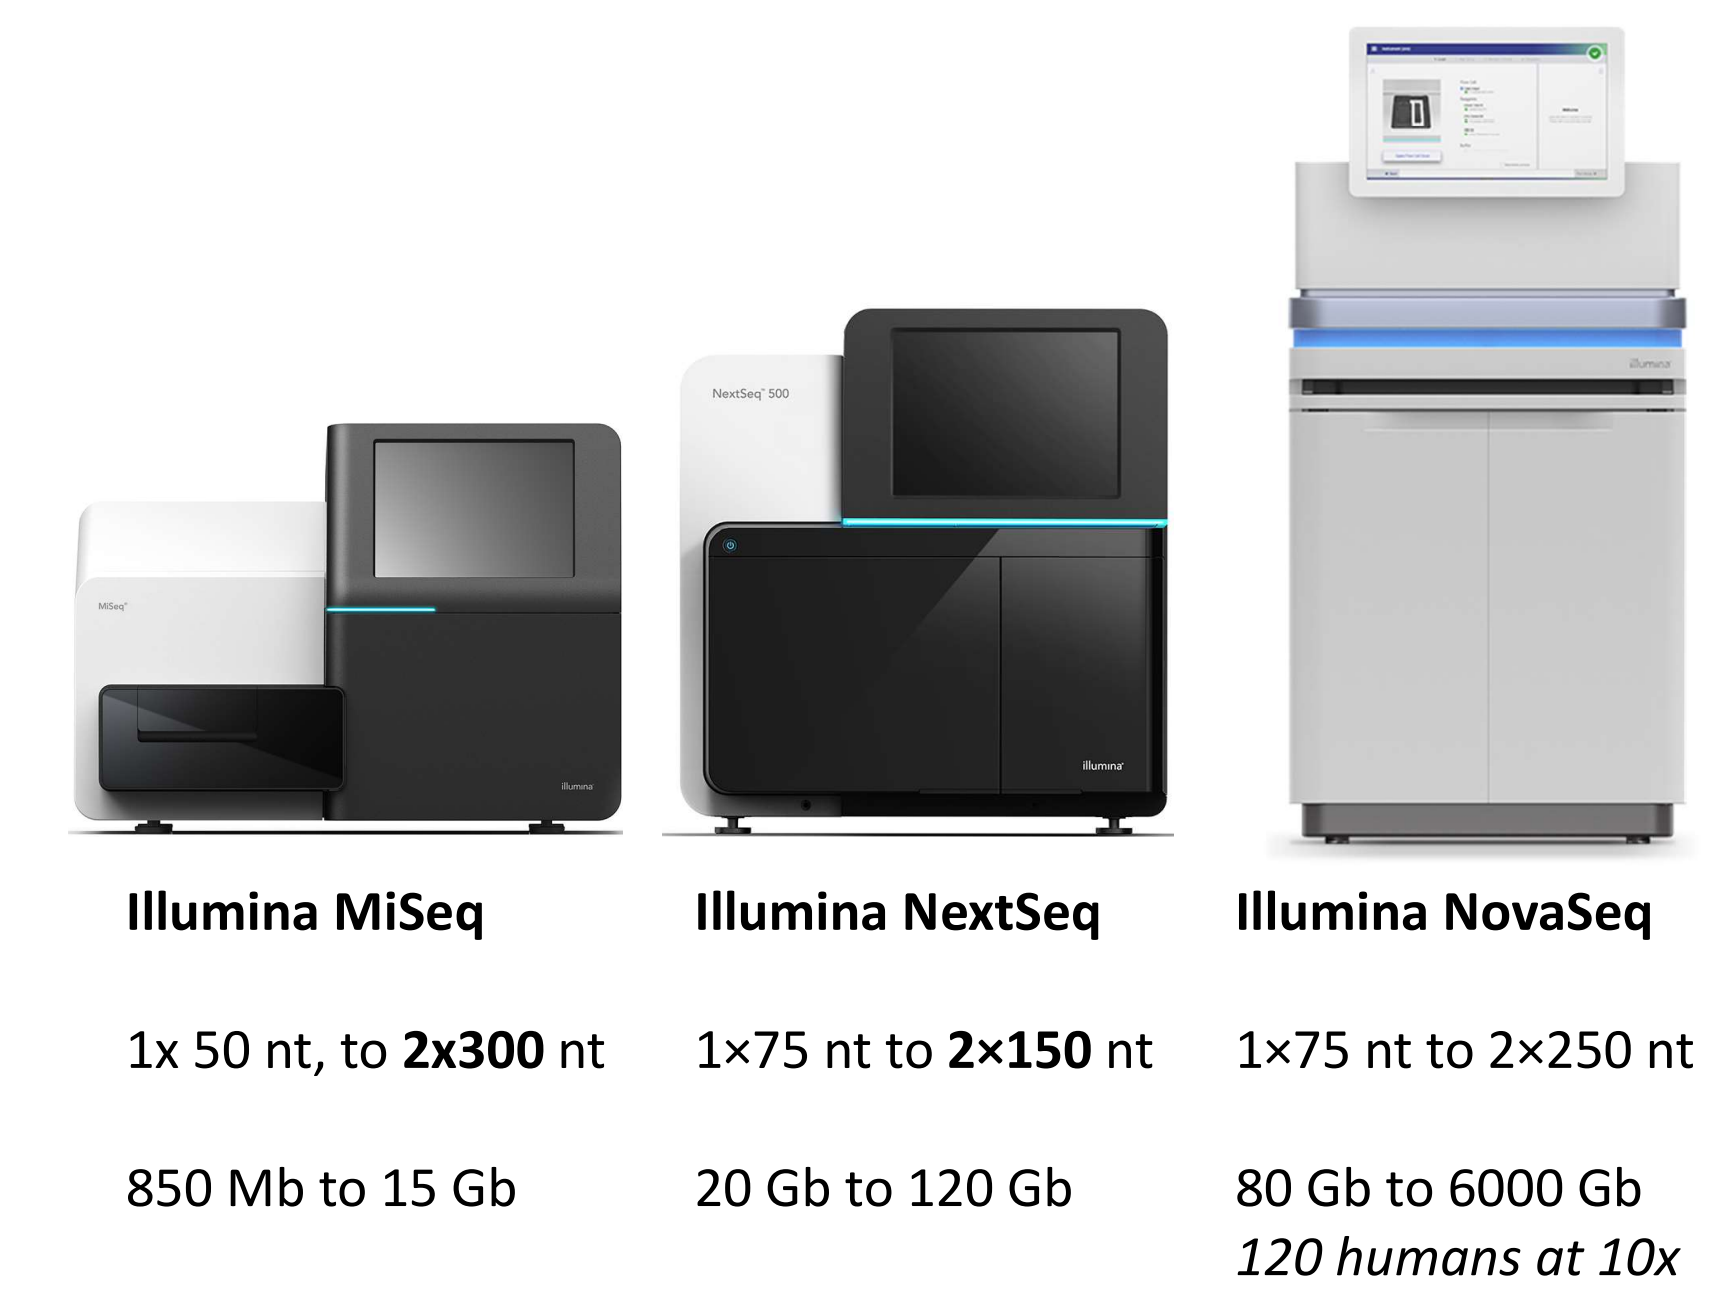 NextSeq™ 500
illumina
MiSeq®
illumina®
illumina®
Illumina MiSeq
Illumina NextSeq
Illumina NovaSeq
1x 50 nt, to 2x300 nt
1×75 nt to 2×150 nt
1×75 nt to 2×250 nt
850 Mb to 15 Gb
20 Gb to 120 Gb
80 Gb to 6000 Gb
120 humans at 10x